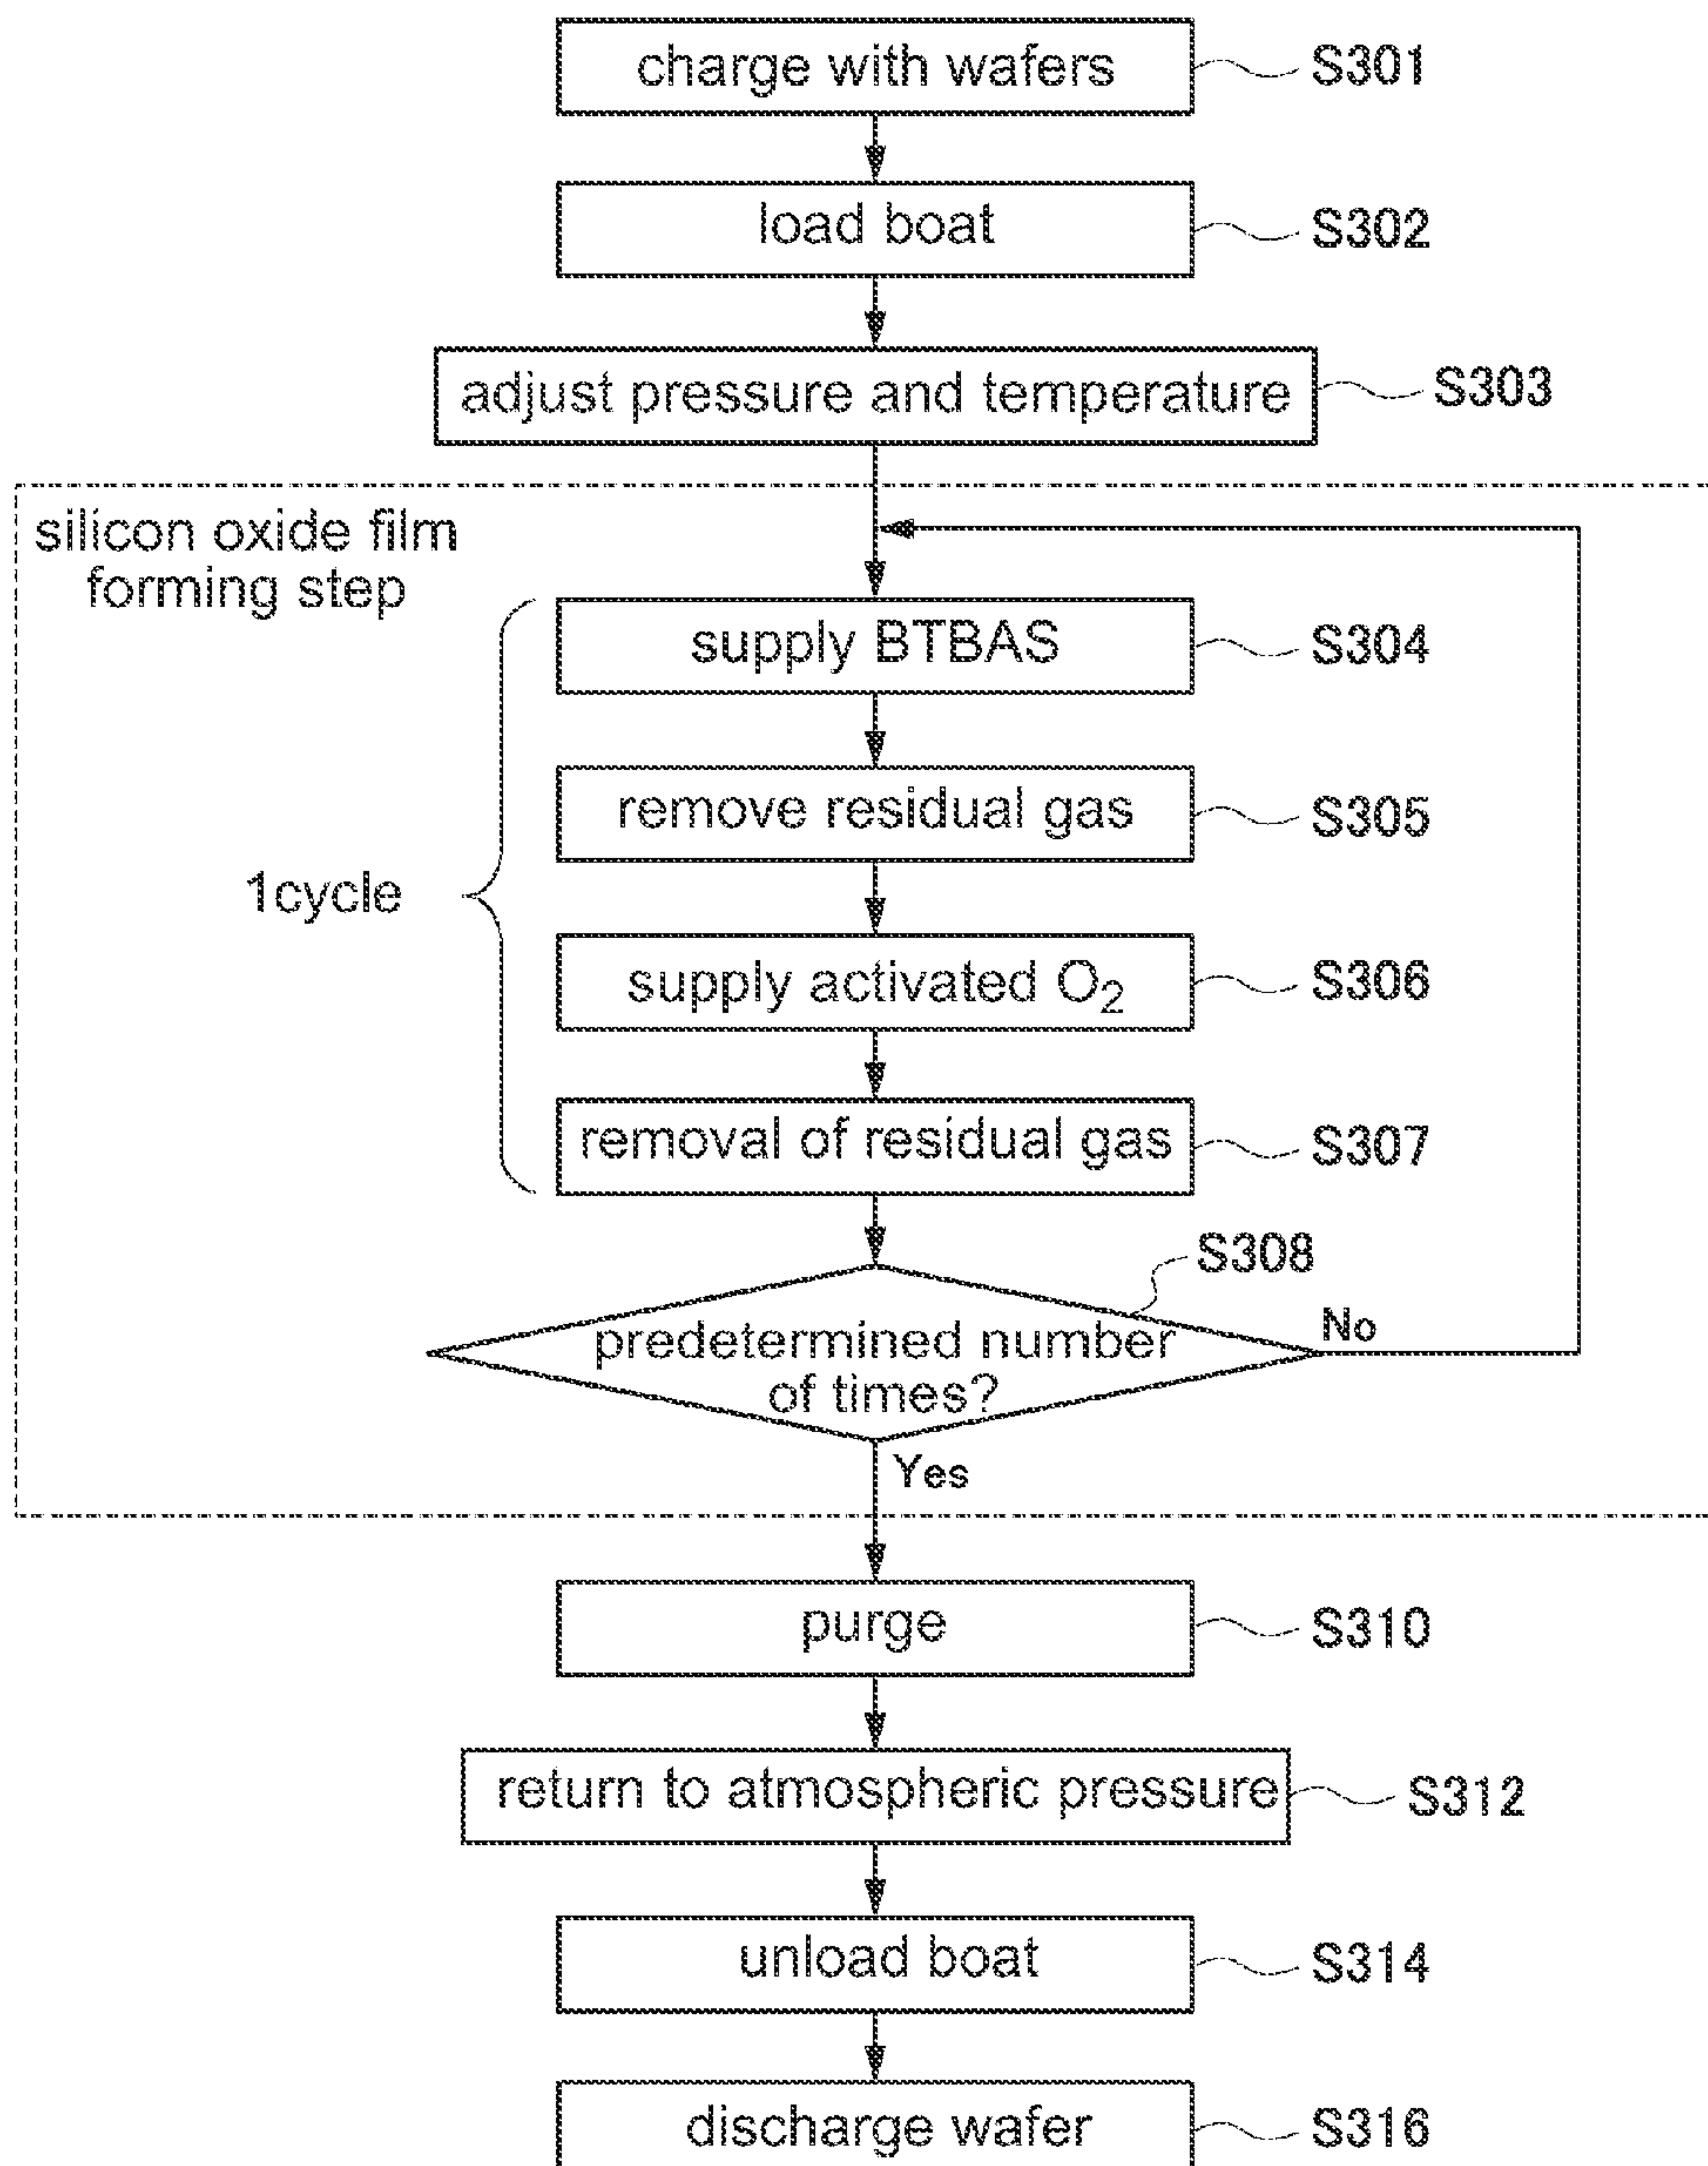 charge with wafers
S301
load boat
S302
adjust pressure and temperature
S303
silicon oxide film
forming step
supply BTBAS
S304
remove residual gas
S305
1cycle
supply activated O₂
S306
removal of residual gas
S307
S308
predetermined number
of times?
No
Yes
purge
S310
return to atmospheric pressure
S312
unload boat
S314
discharge wafer
S316